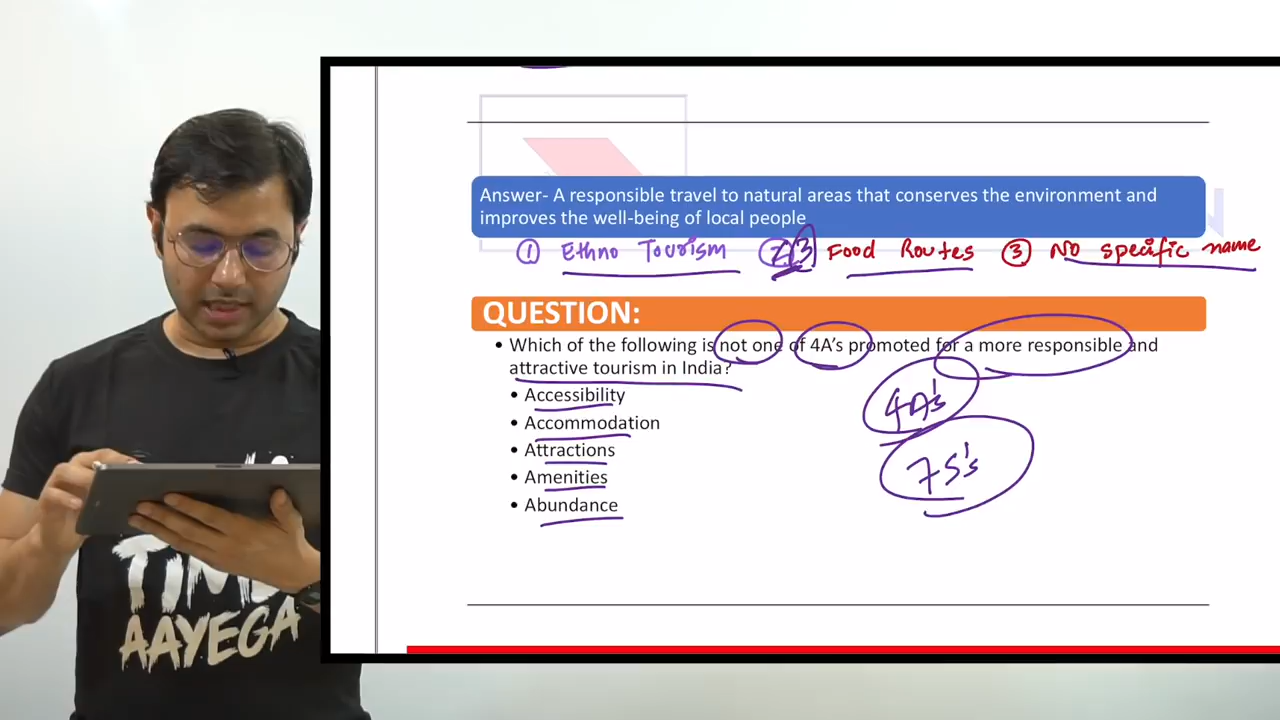 Answer- A responsible travel to natural areas that conserves the environment and
improves the well-being of local people
① Ethno Tourism ② 3 Food Routes ③ No specific name
QUESTION:
• Which of the following is not one of 4A's promoted for a more responsible and
attractive tourism in India?
• Accessibility
4A's
• Accommodation
• Attractions
7S's
• Amenities
• Abundance
TIME
AAYEGA